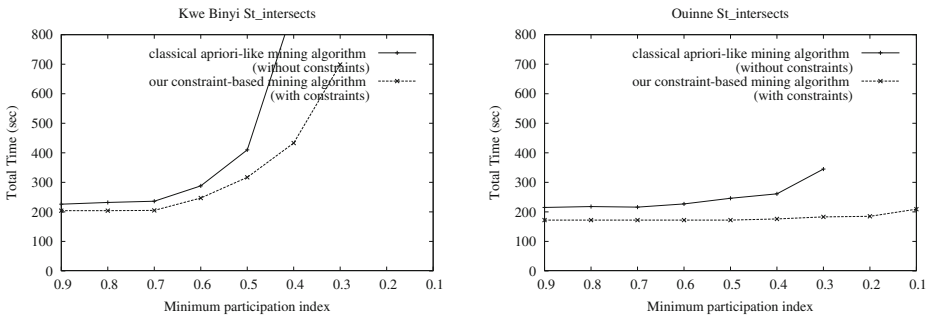 Kwe Binyi St_intersects
800
700
600
500
400
300
200
100
0
Total Time (sec)
classical apriori-like mining algorithm
(without constraints)
our constraint-based mining algorithm
(with constraints)
0.9 0.8 0.7 0.6 0.5 0.4 0.3 0.2 0.1
Minimum participation index
Ouinne St_intersects
800
700
600
500
400
300
200
100
0
Total Time (sec)
classical apriori-like mining algorithm
(without constraints)
our constraint-based mining algorithm
(with constraints)
0.9 0.8 0.7 0.6 0.5 0.4 0.3 0.2 0.1
Minimum participation index